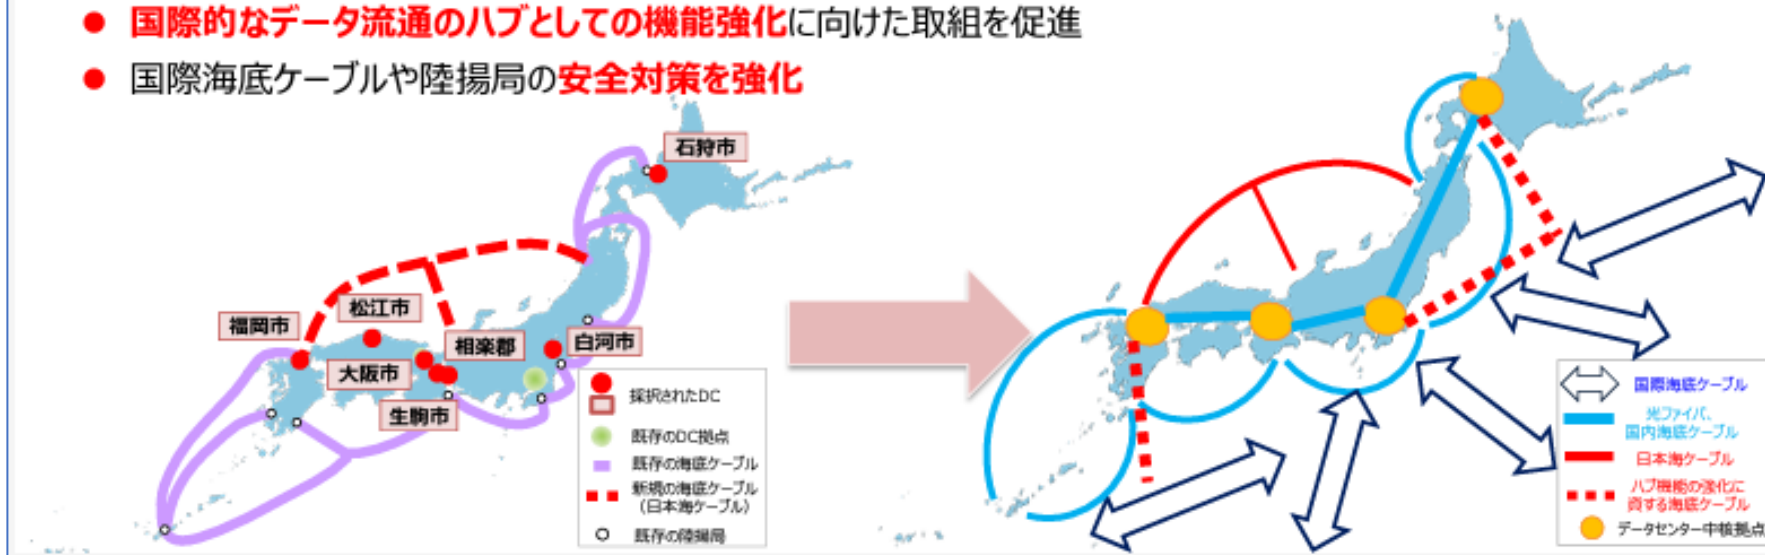 ● 国際的なデータ流通のハブとしての機能強化に向けた取組を促進
● 国際海底ケーブルや陸揚局の安全対策を強化
石狩市
松江市
福岡市
相楽郡
白河市
大阪市
生駒市
採択されたDC
既存のDC拠点
既存の海底ケーブル
新規の海底ケーブル
（日本海ケーブル）
既存の陸揚局
国際海底ケーブル
光ファイバ、
国内海底ケーブル
日本海ケーブル
ハブ機能の強化に
資する海底ケーブル
データセンター中核拠点